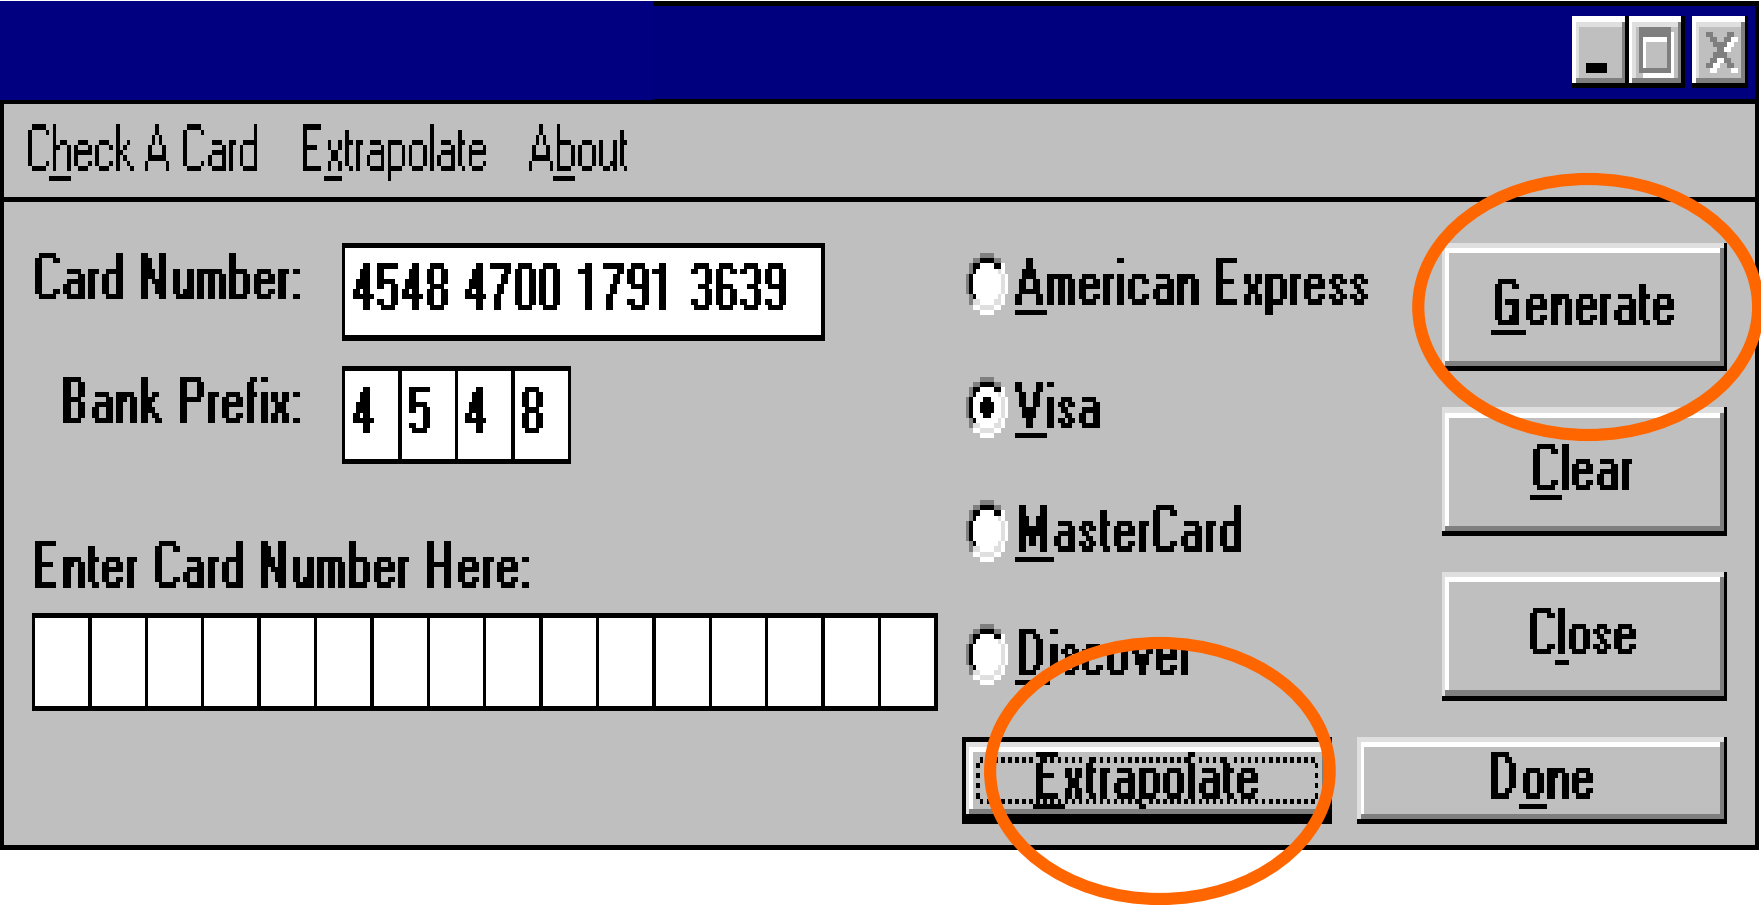 Check A Card Extrapolate About
Card Number: 4548 4700 1791 3639
Bank Prefix: 4 5 4 8
Enter Card Number Here:
American Express
Visa
MasterCard
Discover
Generate
Clear
Close
Extrapolate
Done